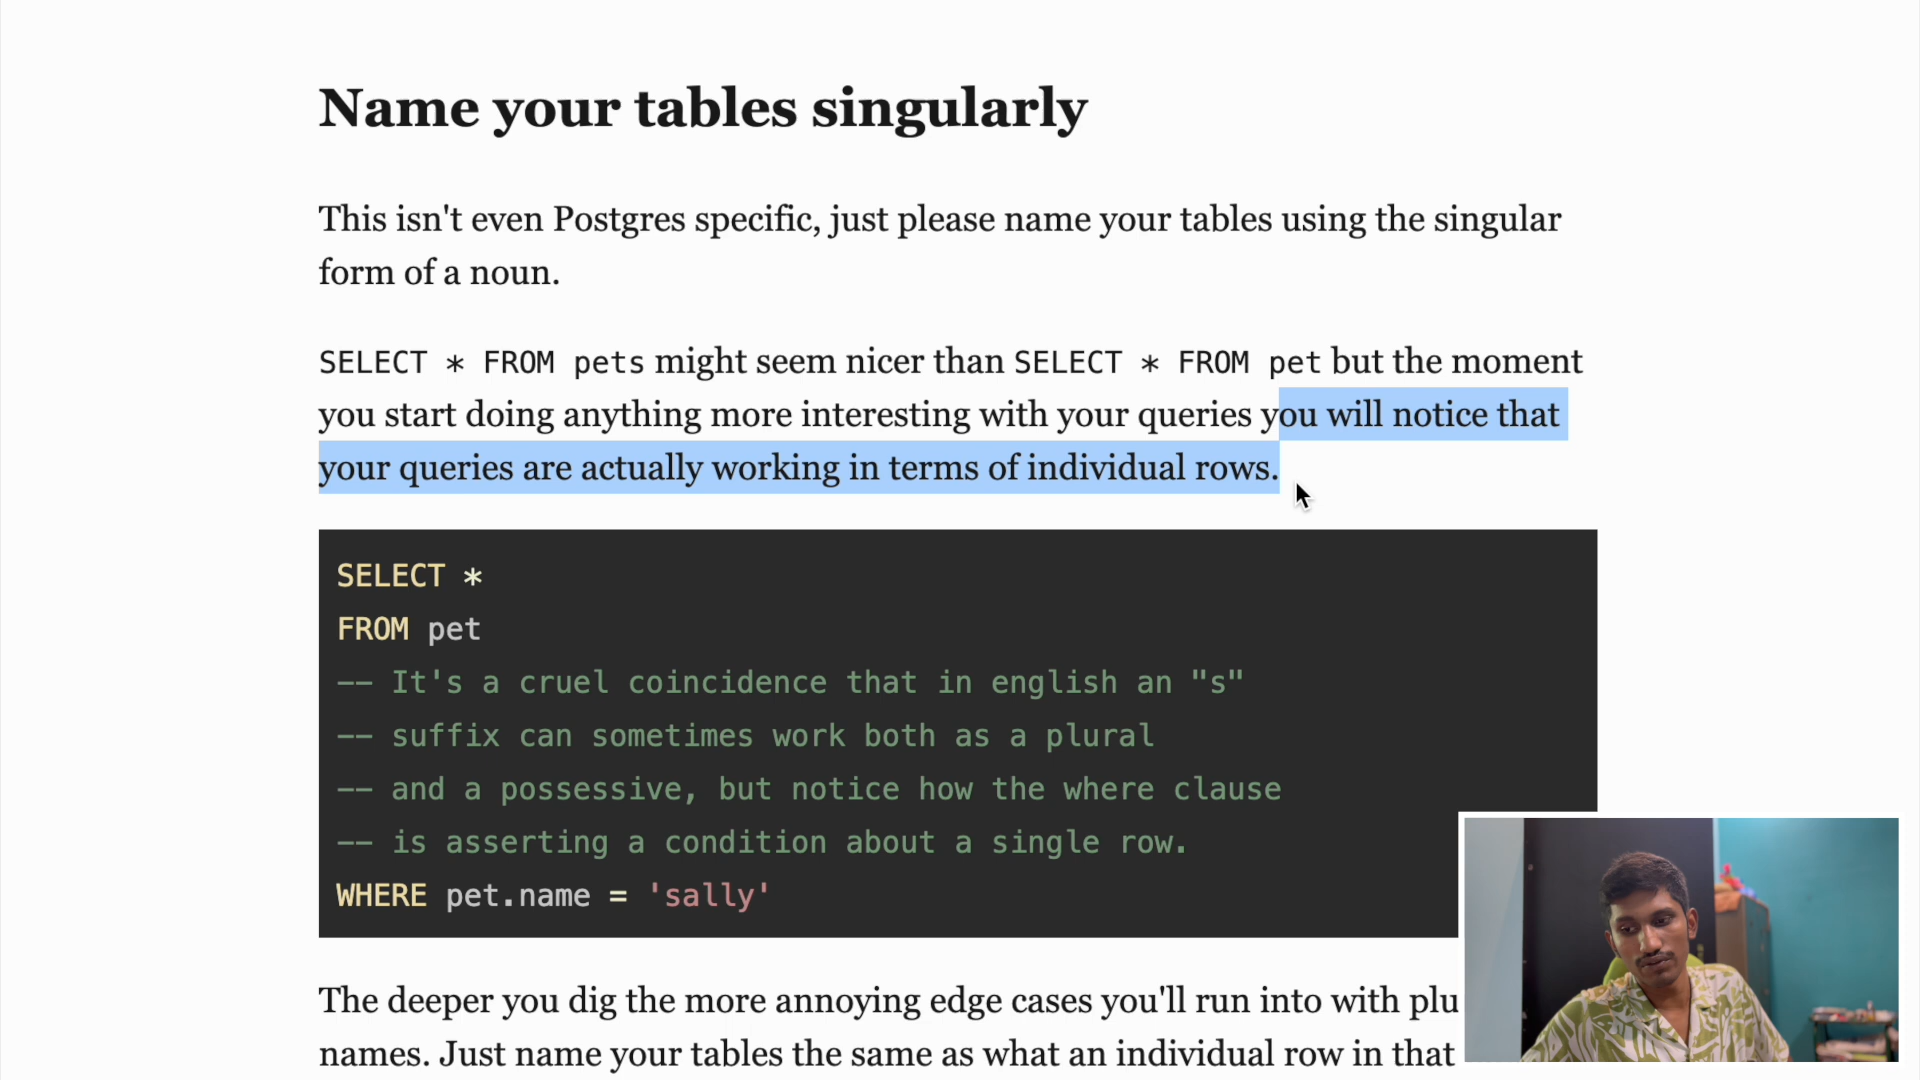 Name your tables singularly
This isn't even Postgres specific, just please name your tables using the singular
form of a noun.
SELECT * FROM pets might seem nicer than SELECT * FROM pet but the moment
you start doing anything more interesting with your queries you will notice that
your queries are actually working in terms of individual rows.
SELECT *
FROM pet
-- It's a cruel coincidence that in english an "s"
-- suffix can sometimes work both as a plural
-- and a possessive, but notice how the where clause
-- is asserting a condition about a single row.
WHERE pet.name = 'sally'
The deeper you dig the more annoying edge cases you'll run into with plu
names. Just name your tables the same as what an individual row in that